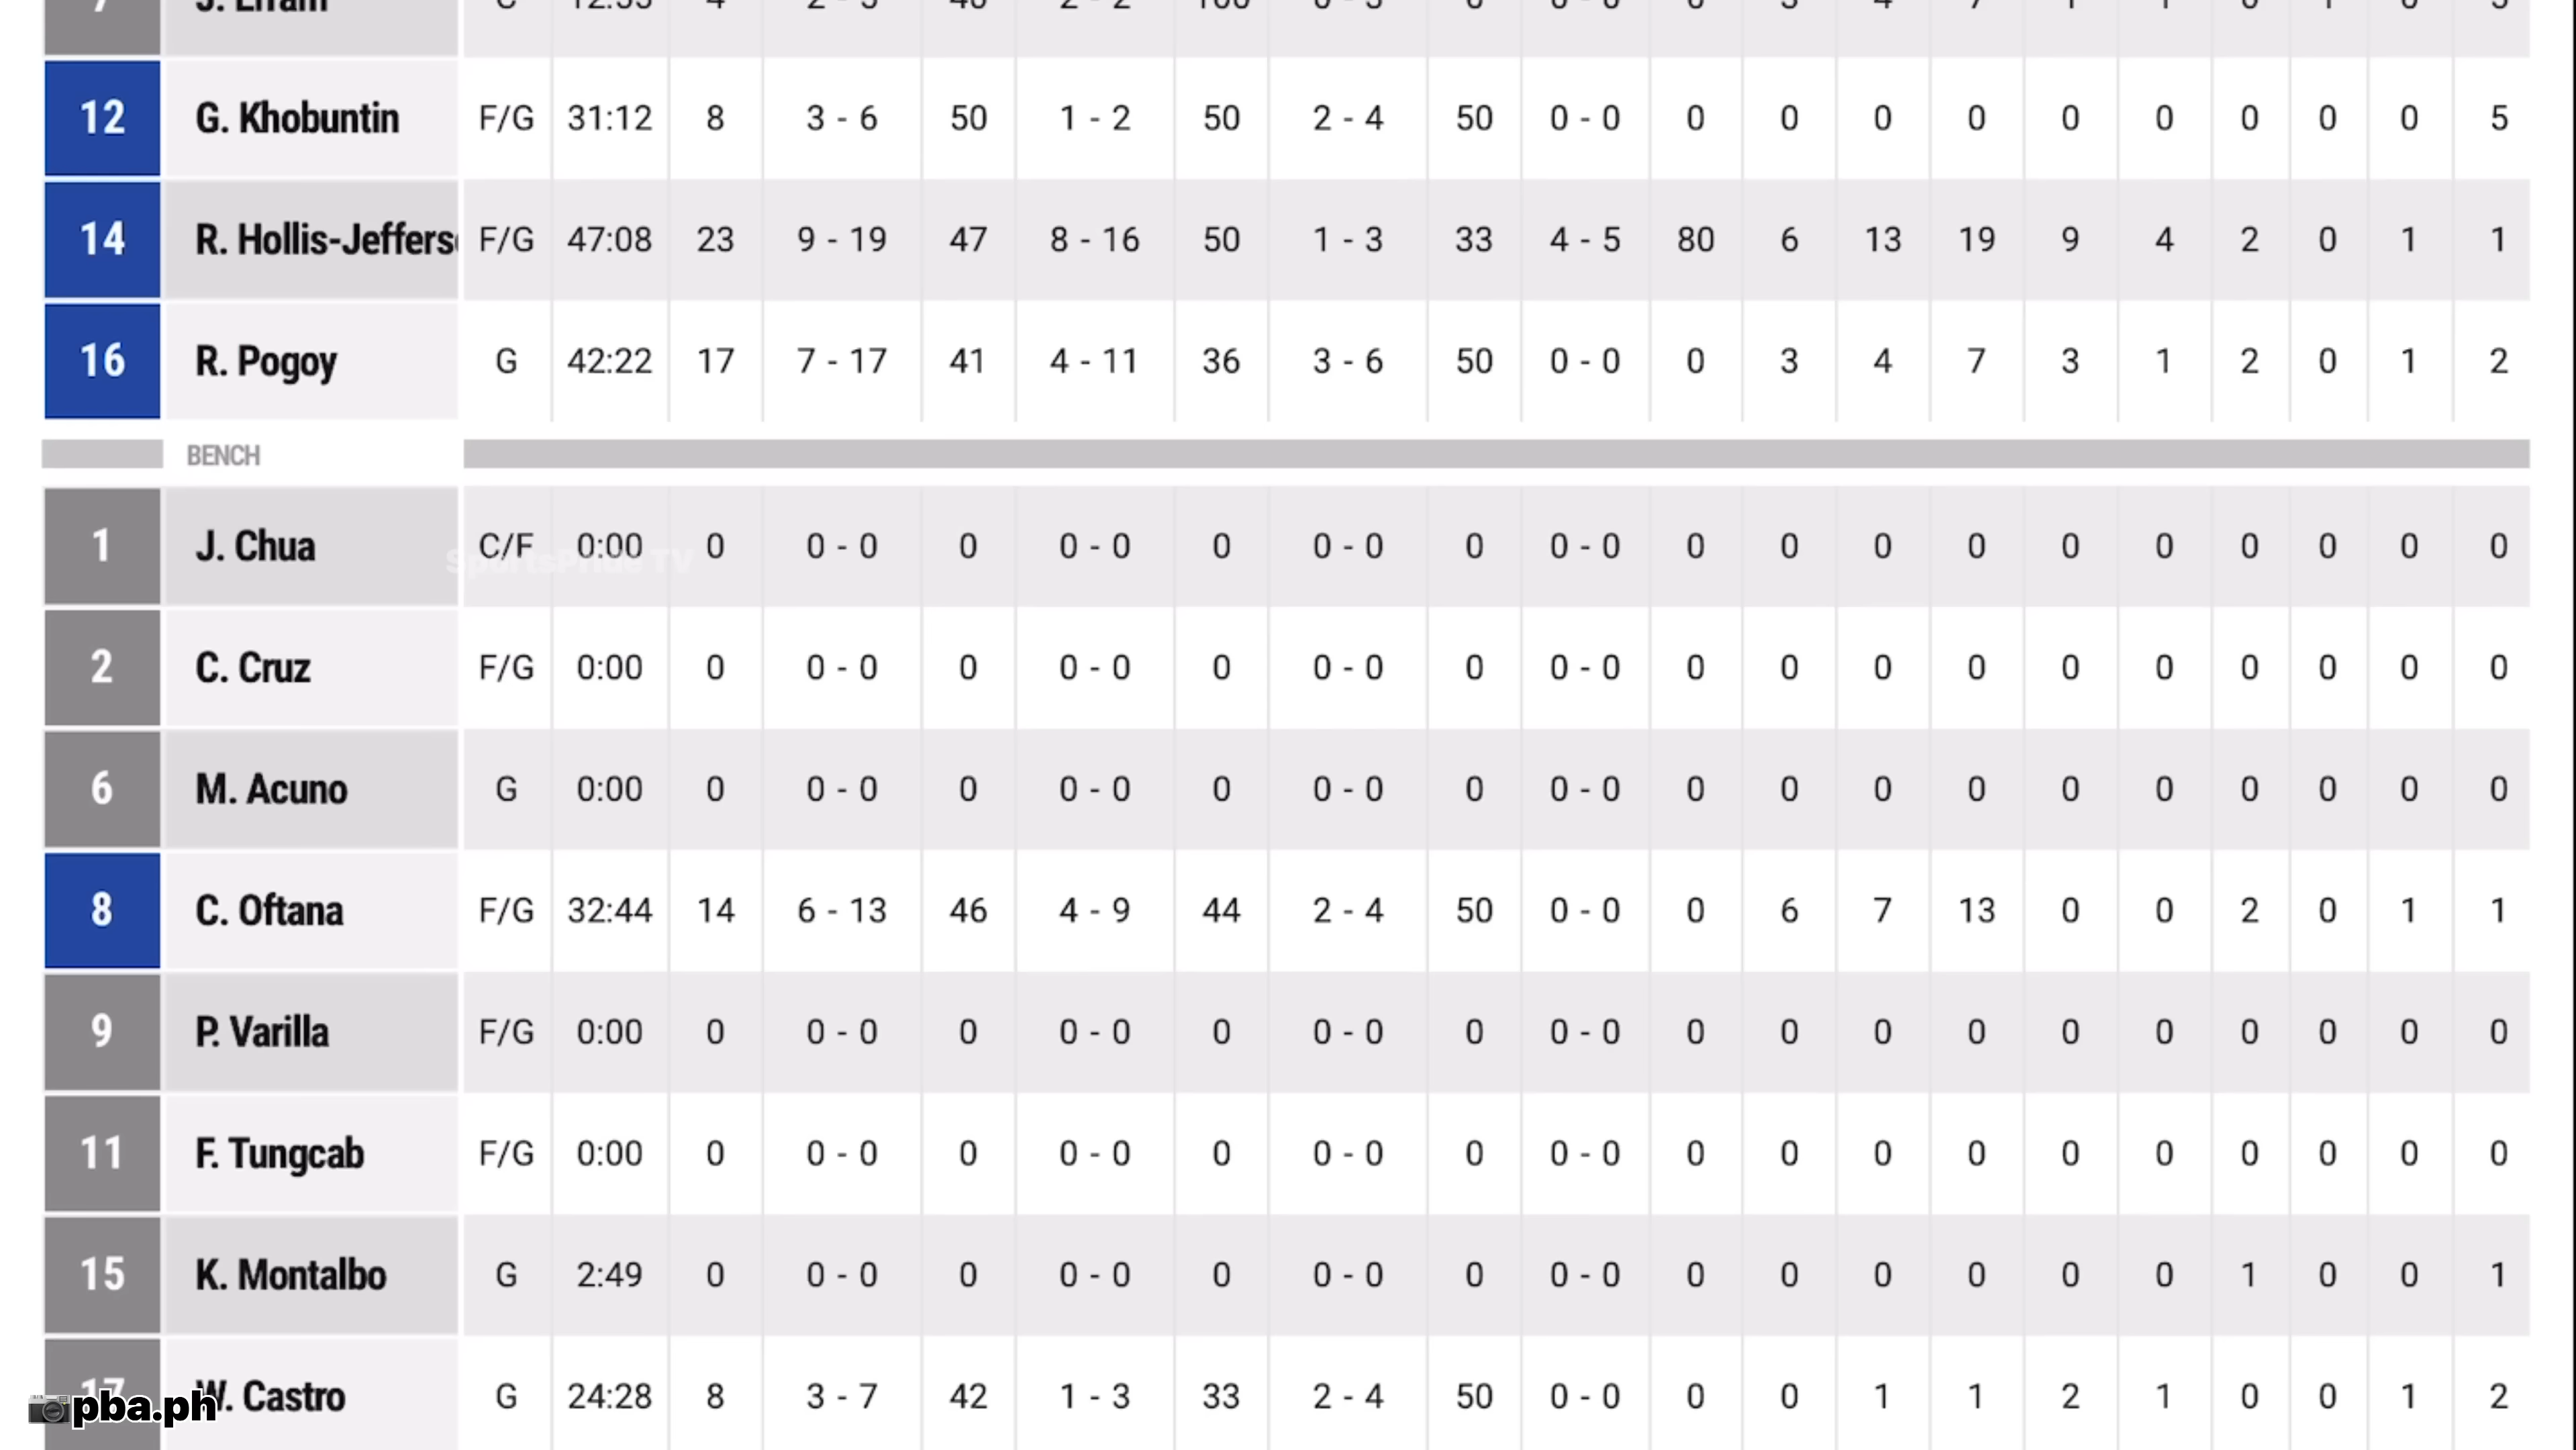 12 G. Khobuntin F/G 31:12 8 3 - 6 50 1 - 2 50 2 - 4 50 0 - 0 0 0 0 0 0 0 0 0 0 5
14 R. Hollis-Jeffers F/G 47:08 23 9 - 19 47 8 - 16 50 1 - 3 33 4 - 5 80 6 13 19 9 4 2 0 1 1
16 R. Pogoy G 42:22 17 7 - 17 41 4 - 11 36 3 - 6 50 0 - 0 0 3 4 7 3 1 2 0 1 2
BENCH
1 J. Chua C/F 0:00 0 0 - 0 0 0 - 0 0 0 - 0 0 0 - 0 0 0 0 0 0 0 0 0 0 0
SportsPride TV
2 C. Cruz F/G 0:00 0 0 - 0 0 0 - 0 0 0 - 0 0 0 - 0 0 0 0 0 0 0 0 0 0 0
6 M. Acuno G 0:00 0 0 - 0 0 0 - 0 0 0 - 0 0 0 - 0 0 0 0 0 0 0 0 0 0 0
8 C. Oftana F/G 32:44 14 6 - 13 46 4 - 9 44 2 - 4 50 0 - 0 0 6 7 13 0 0 2 0 1 1
9 P. Varilla F/G 0:00 0 0 - 0 0 0 - 0 0 0 - 0 0 0 - 0 0 0 0 0 0 0 0 0 0 0
11 F. Tungcab F/G 0:00 0 0 - 0 0 0 - 0 0 0 - 0 0 0 - 0 0 0 0 0 0 0 0 0 0 0
15 K. Montalbo G 2:49 0 0 - 0 0 0 - 0 0 0 - 0 0 0 - 0 0 0 0 0 0 0 1 0 0 1
17 W. Castro G 24:28 8 3 - 7 42 1 - 3 33 2 - 4 50 0 - 0 0 0 1 1 2 1 0 0 1 2
pba.ph